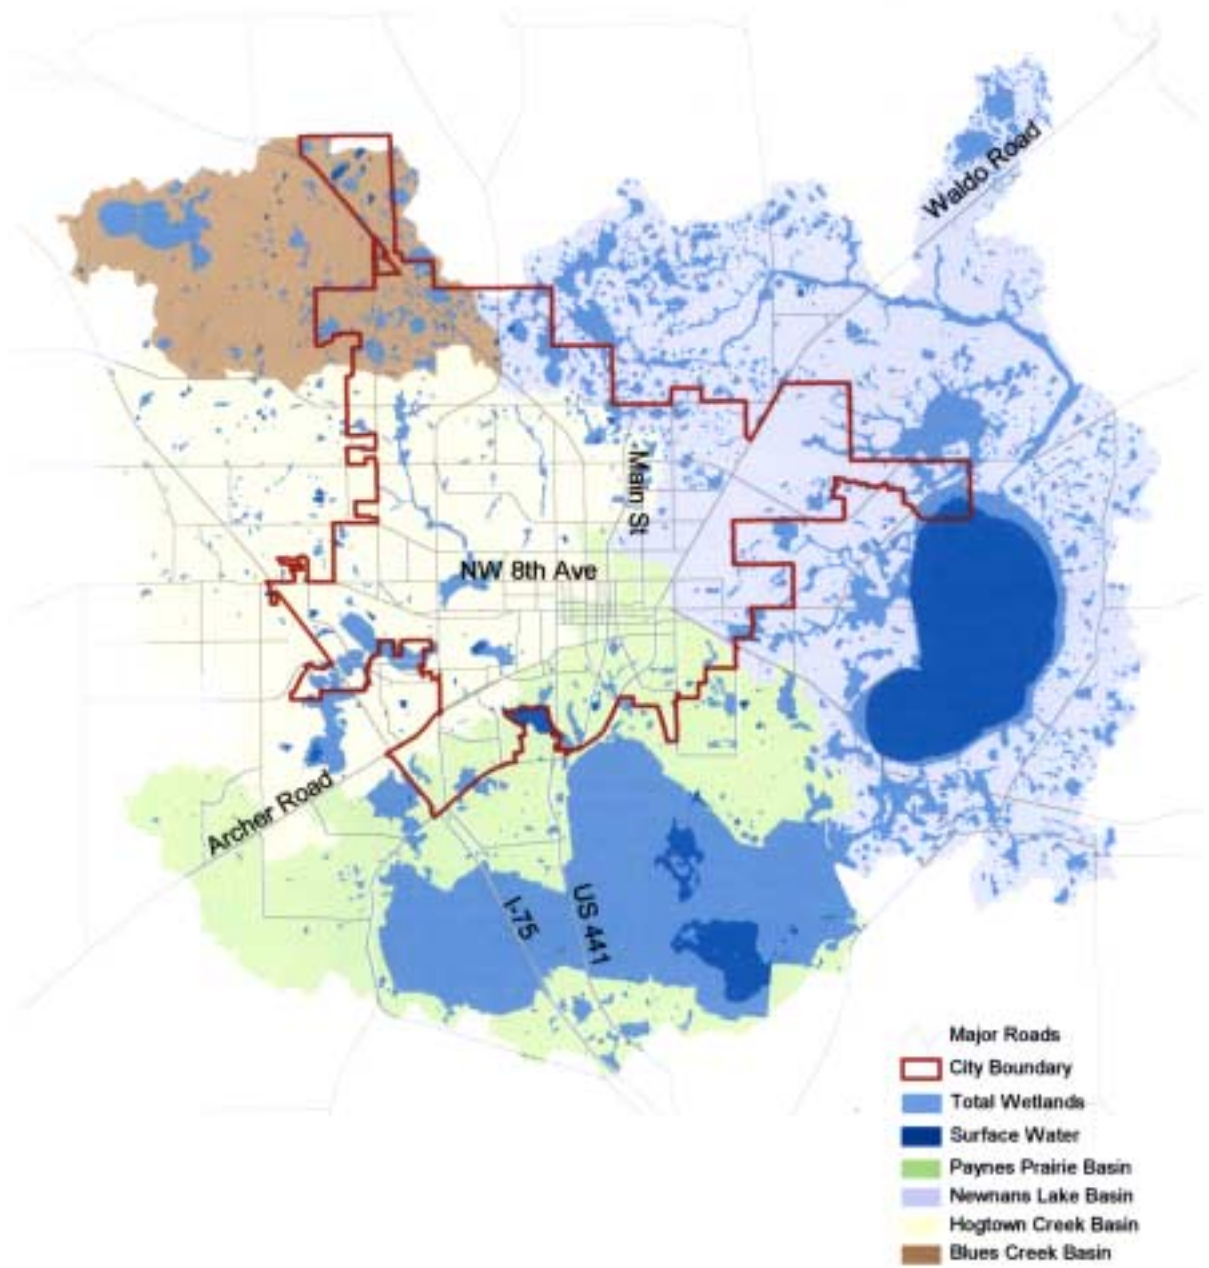 Waldo Road
Main St
NW 8th Ave
Archer Road
I-75
US 441
Major Roads
City Boundary
Total Wetlands
Surface Water
Paynes Prairie Basin
Newnans Lake Basin
Hogtown Creek Basin
Blues Creek Basin